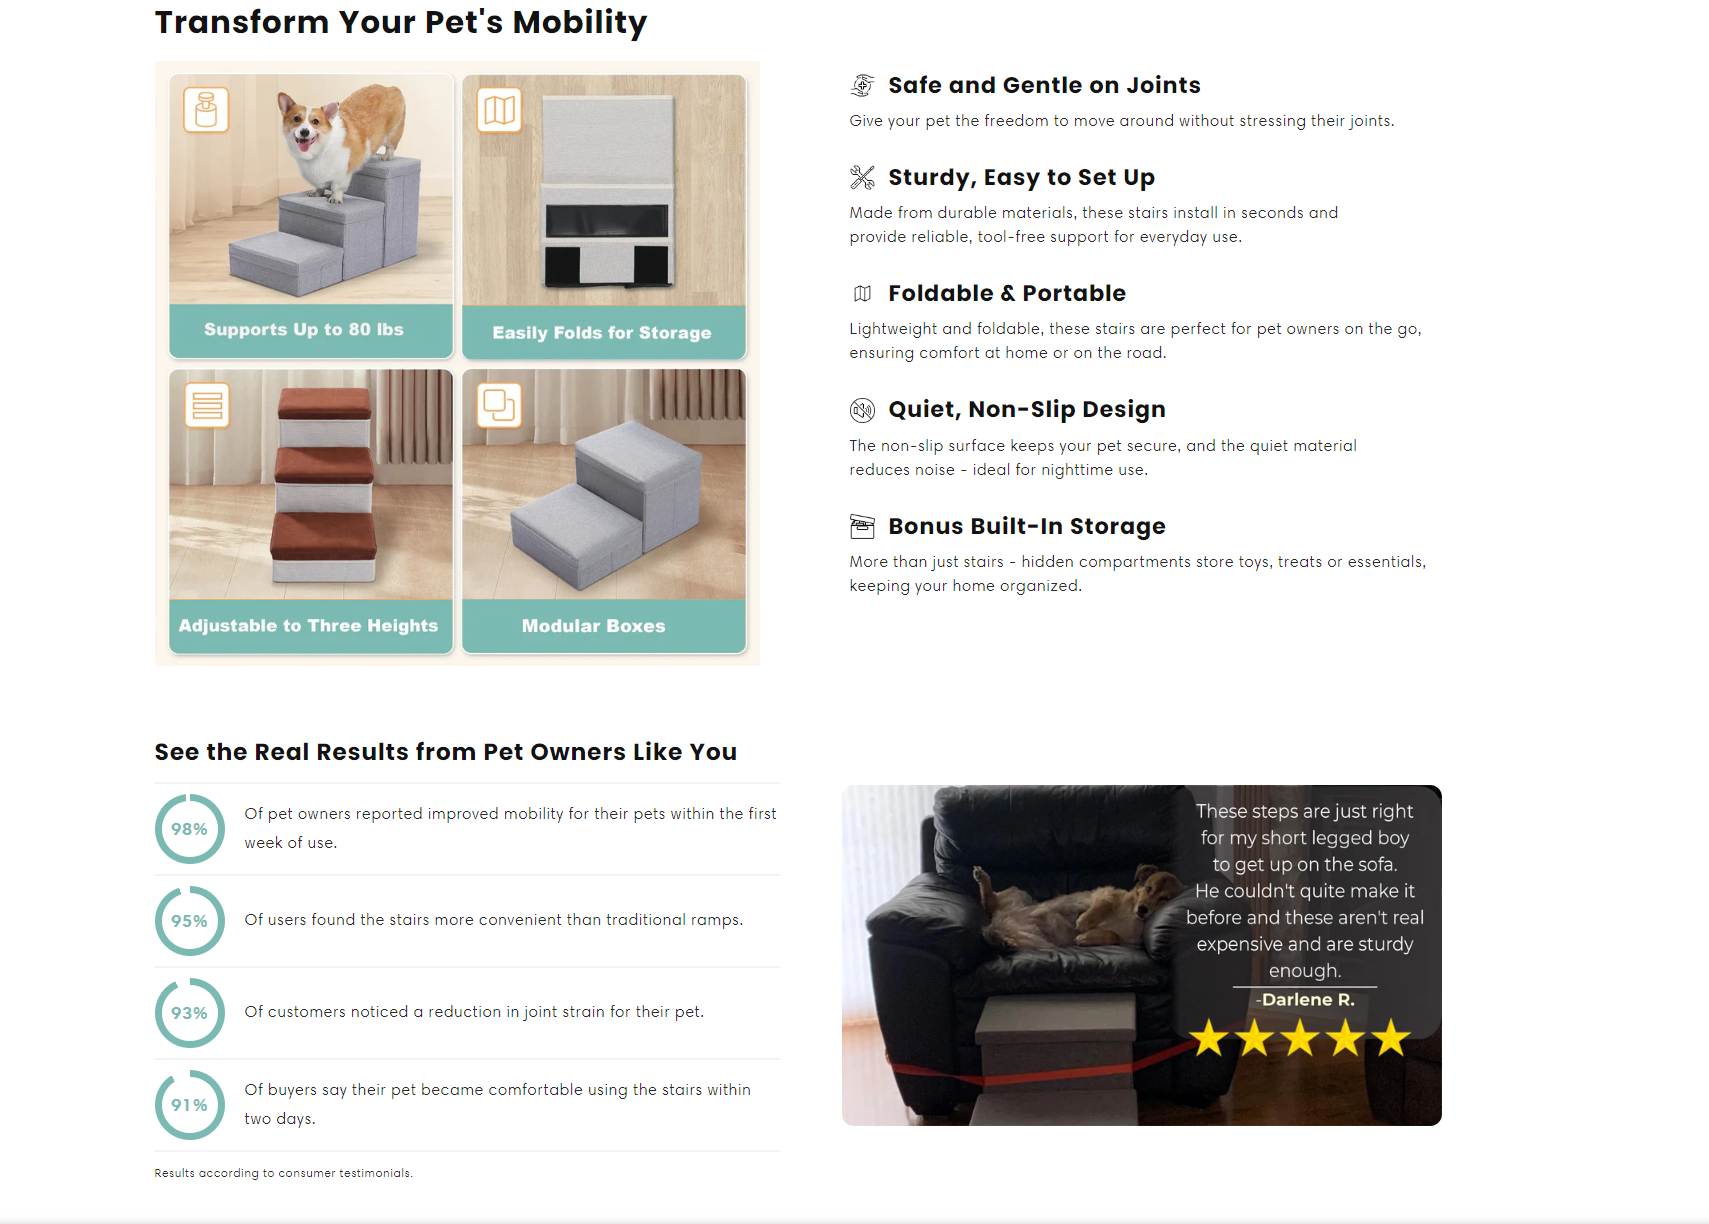 Transform Your Pet's Mobility
Supports Up to 80 lbs
Easily Folds for Storage
Adjustable to Three Heights
Modular Boxes
Safe and Gentle on Joints
Give your pet the freedom to move around without stressing their joints.
Sturdy, Easy to Set Up
Made from durable materials, these stairs install in seconds and
provide reliable, tool-free support for everyday use.
Foldable & Portable
Lightweight and foldable, these stairs are perfect for pet owners on the go,
ensuring comfort at home or on the road.
Quiet, Non-Slip Design
The non-slip surface keeps your pet secure, and the quiet material
reduces noise - ideal for nighttime use.
Bonus Built-In Storage
More than just stairs - hidden compartments store toys, treats or essentials,
keeping your home organized.
See the Real Results from Pet Owners Like You
98%
Of pet owners reported improved mobility for their pets within the first
week of use.
95%
Of users found the stairs more convenient than traditional ramps.
93%
Of customers noticed a reduction in joint strain for their pet.
91%
Of buyers say their pet became comfortable using the stairs within
two days.
Results according to consumer testimonials.
These steps are just right
for my short legged boy
to get up on the sofa.
He couldn't quite make it
before and these aren't real
expensive and are sturdy
enough.
-Darlene R.